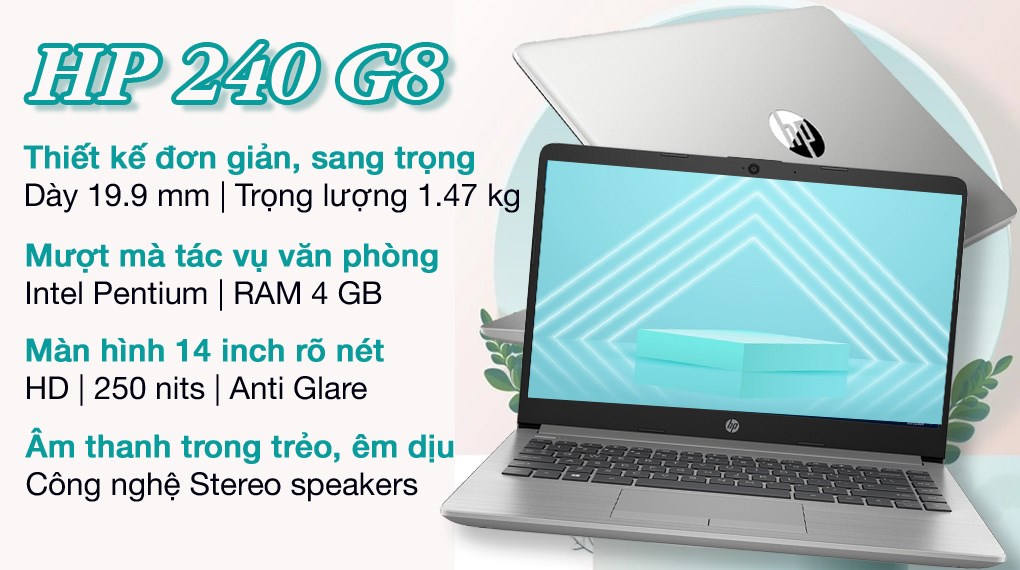 HP 240 G8
Thiết kế đơn giản, sang trọng
Dày 19.9 mm | Trọng lượng 1.47 kg
Mượt mà tác vụ văn phòng
Intel Pentium | RAM 4 GB
Màn hình 14 inch rõ nét
HD | 250 nits | Anti Glare
Âm thanh trong trẻo, êm dịu
Công nghệ Stereo speakers
hp
hp